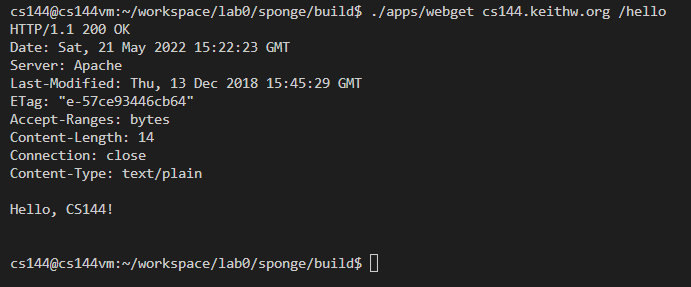 cs144@cs144vm:~/workspace/lab0/sponge/build$ ./apps/webget cs144.keithw.org /hello
HTTP/1.1 200 OK
Date: Sat, 21 May 2022 15:22:23 GMT
Server: Apache
Last-Modified: Thu, 13 Dec 2018 15:45:29 GMT
ETag: "e-57ce93446cb64"
Accept-Ranges: bytes
Content-Length: 14
Connection: close
Content-Type: text/plain

Hello, CS144!

cs144@cs144vm:~/workspace/lab0/sponge/build$